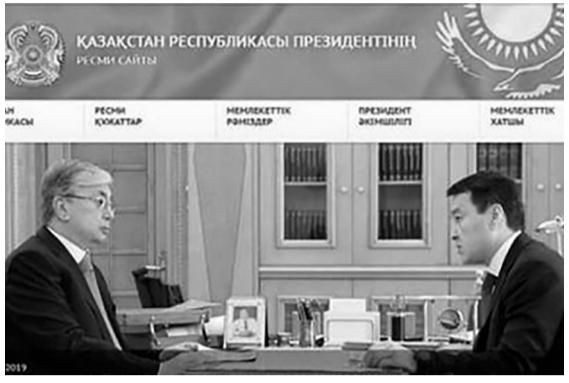 ҚАЗАҚСТАН РЕСПУБЛИКАСЫ ПРЕЗИДЕНТІНІҢ
РЕСМИ САЙТЫ
РЕСМИ
ҚҰЖАТТАР
МЕМЛЕКЕТТІК
РӘМІЗДЕР
ПРЕЗИДЕНТ
ӘКІМШІЛІГІ
МЕМЛЕКЕТТІК
ХАТШЫ
2019